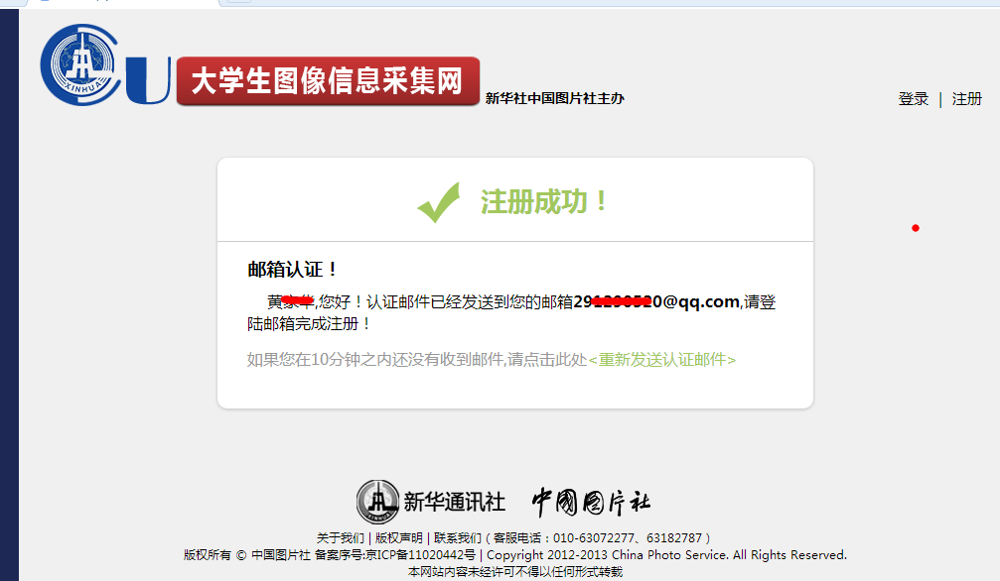 XINHUA
U
大学生图像信息采集网
新华社中国图片社主办
登录 | 注册
注册成功！
邮箱认证！
黄,您好！认证邮件已经发送到您的邮箱290@qq.com,请登
陆邮箱完成注册！
如果您在10分钟之内还没有收到邮件,请点击此处<重新发送认证邮件>
XINHUA
新华通讯社 中国图片社
关于我们 | 版权声明 | 联系我们 ( 客服电话：010-63072277、63182787 )
版权所有 © 中国图片社 备案序号:京ICP备11020442号 | Copyright 2012-2013 China Photo Service. All Rights Reserved.
本网站内容未经许可不得以任何形式转载